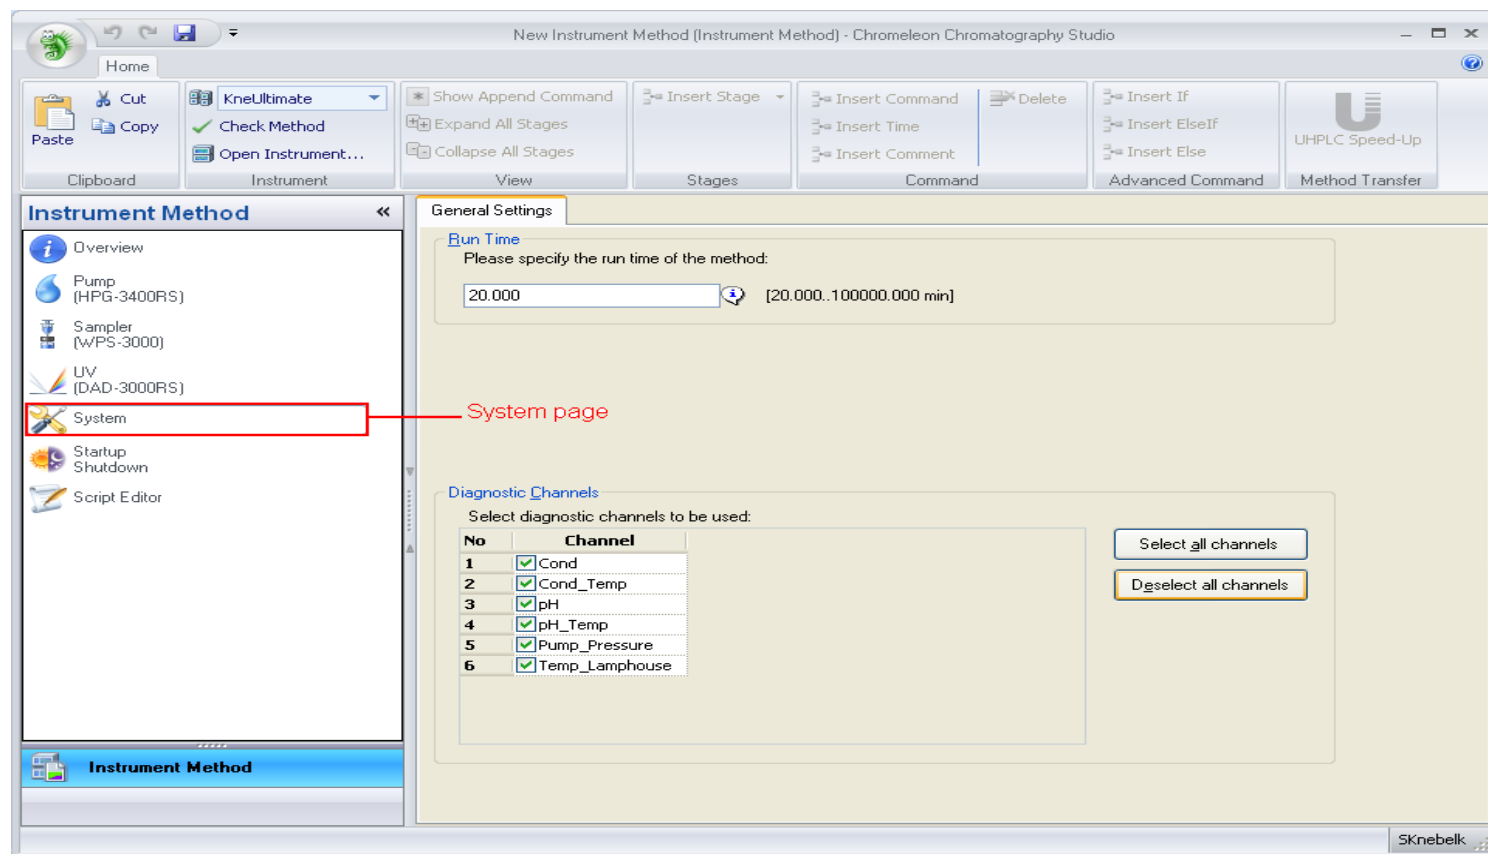 New Instrument Method (Instrument Method) - Chromeleon Chromatography Studio
Home
Paste
Cut
Copy
Clipboard
KneUltimate
Check Method
Open Instrument...
Instrument
Show Append Command
Expand All Stages
Collapse All Stages
View
Insert Stage
Stages
Insert Command
Insert Time
Insert Comment
Delete
Command
Insert If
Insert ElseIf
Insert Else
Advanced Command
UHPLC Speed-Up
Method Transfer
Instrument Method
«
Overview
Pump
(HPG-3400RS)
Sampler
(WPS-3000)
UV
(DAD-3000RS)
System
Startup
Shutdown
Script Editor
Instrument Method
System page
General Settings
Run Time
Please specify the run time of the method:
20.000
[20.000..100000.000 min]
Diagnostic Channels
Select diagnostic channels to be used:
No Channel
1 Cond
2 Cond_Temp
3 pH
4 pH_Temp
5 Pump_Pressure
6 Temp_Lamphouse
Select all channels
Deselect all channels
SKnebelk